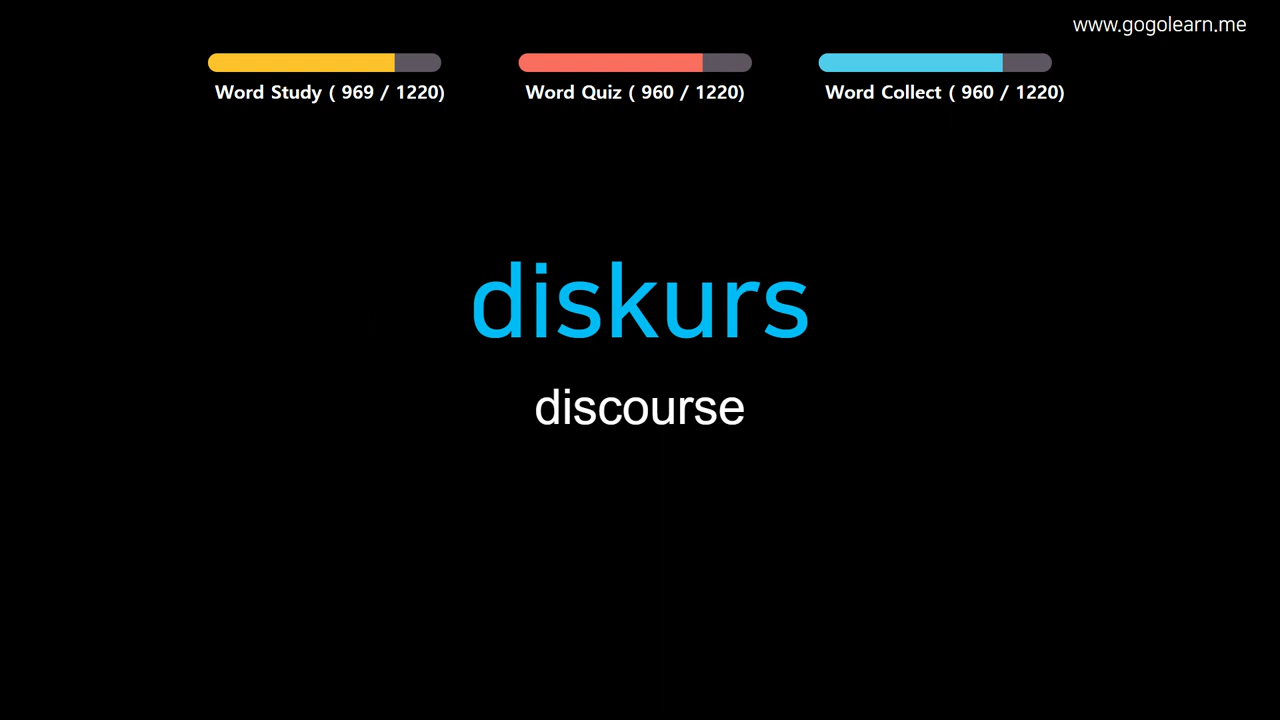 www.gogolearn.me
Word Study ( 969 / 1220)
Word Quiz ( 960 / 1220)
Word Collect ( 960 / 1220)
diskurs
discourse